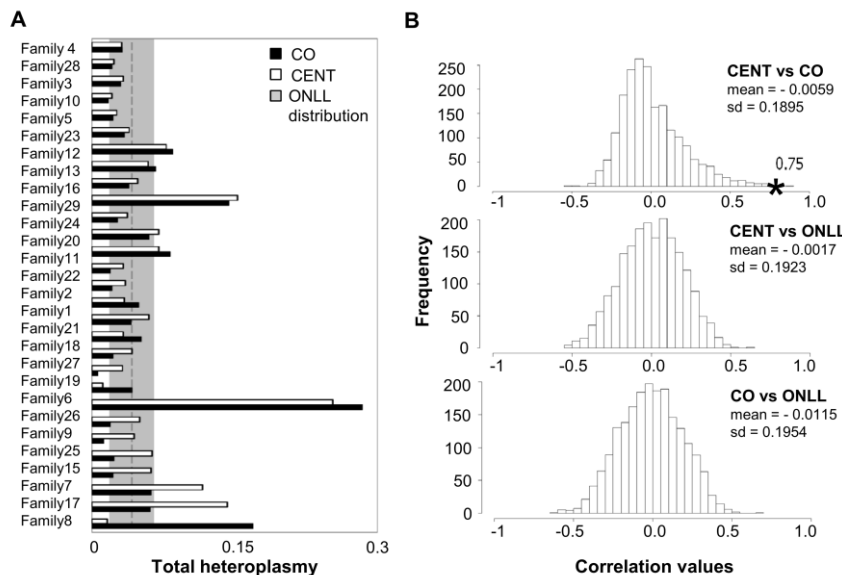 A
Family 4
Family28
Family3
Family10
Family5
Family23
Family12
Family13
Family16
Family29
Family24
Family20
Family11
Family22
Family2
Family1
Family21
Family18
Family27
Family19
Family6
Family26
Family9
Family25
Family15
Family7
Family17
Family8
CO
CENT
ONLL
distribution
0 0.15 0.3
Total heteroplasmy
B
Frequency
250
200
150
100
50
0
CENT vs CO
mean = - 0.0059
sd = 0.1895
0.75
*
-1 -0.5 0.0 0.5 1.0
200
150
100
50
0
CENT vs ONLL
mean = - 0.0017
sd = 0.1923
-1 -0.5 0.0 0.5 1.0
200
150
100
50
0
CO vs ONLL
mean = - 0.0115
sd = 0.1954
-1 -0.5 0.0 0.5 1.0
Correlation values